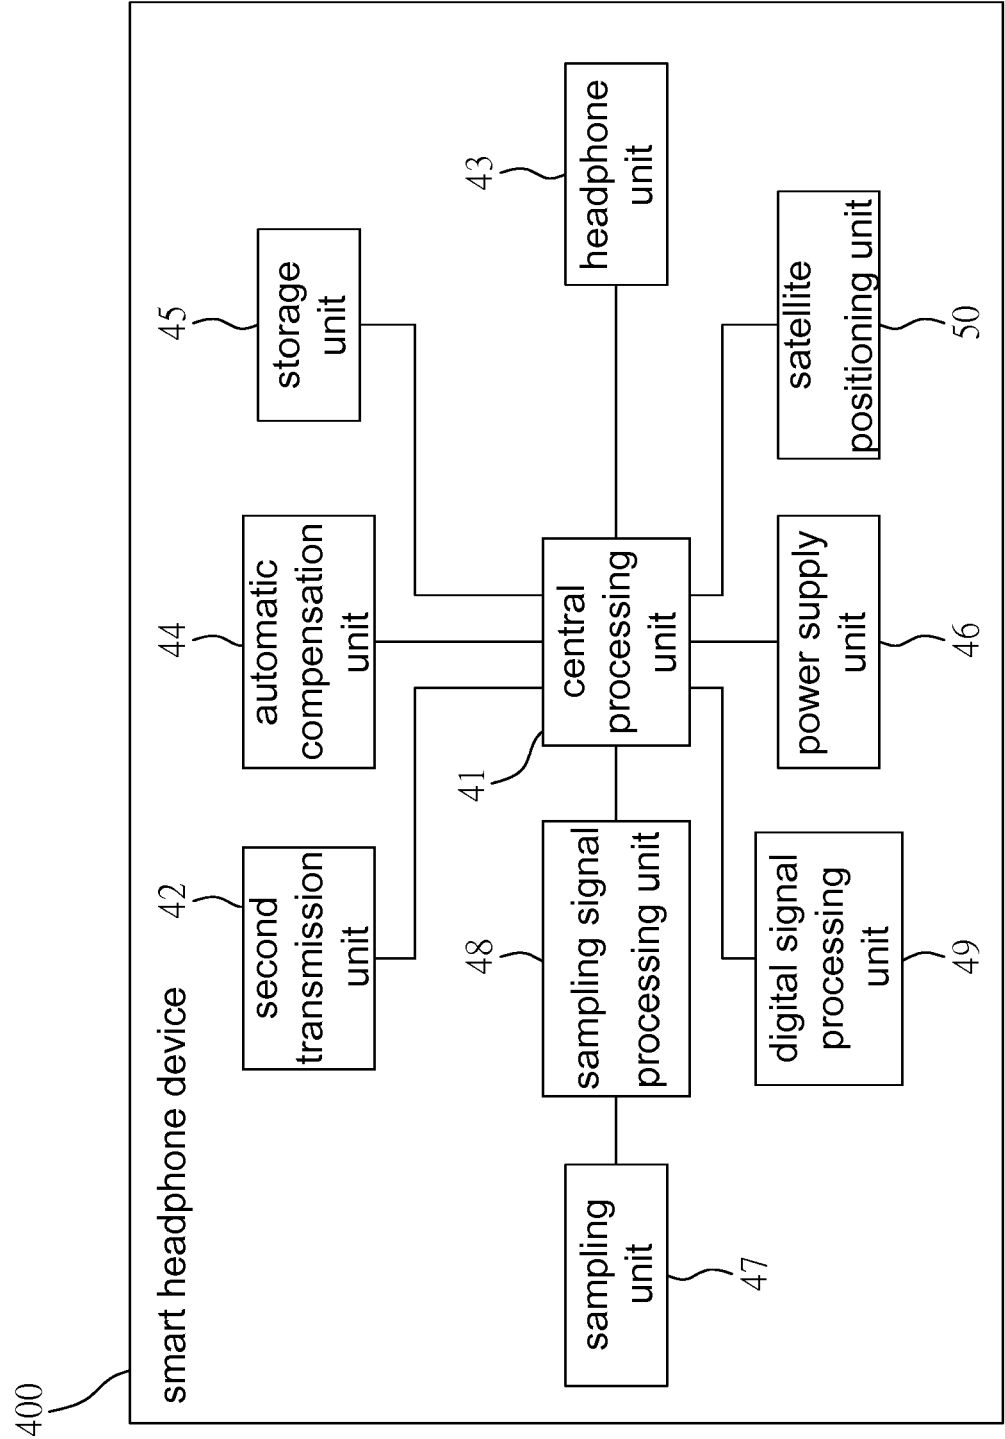 400
smart headphone device
42
44
45
second
transmission
unit
automatic
compensation
unit
storage
unit
41
43
48
sampling
unit
sampling signal
processing unit
central
processing
unit
headphone
unit
47
digital signal
processing
unit
power supply
unit
satellite
positioning unit
49
46
50